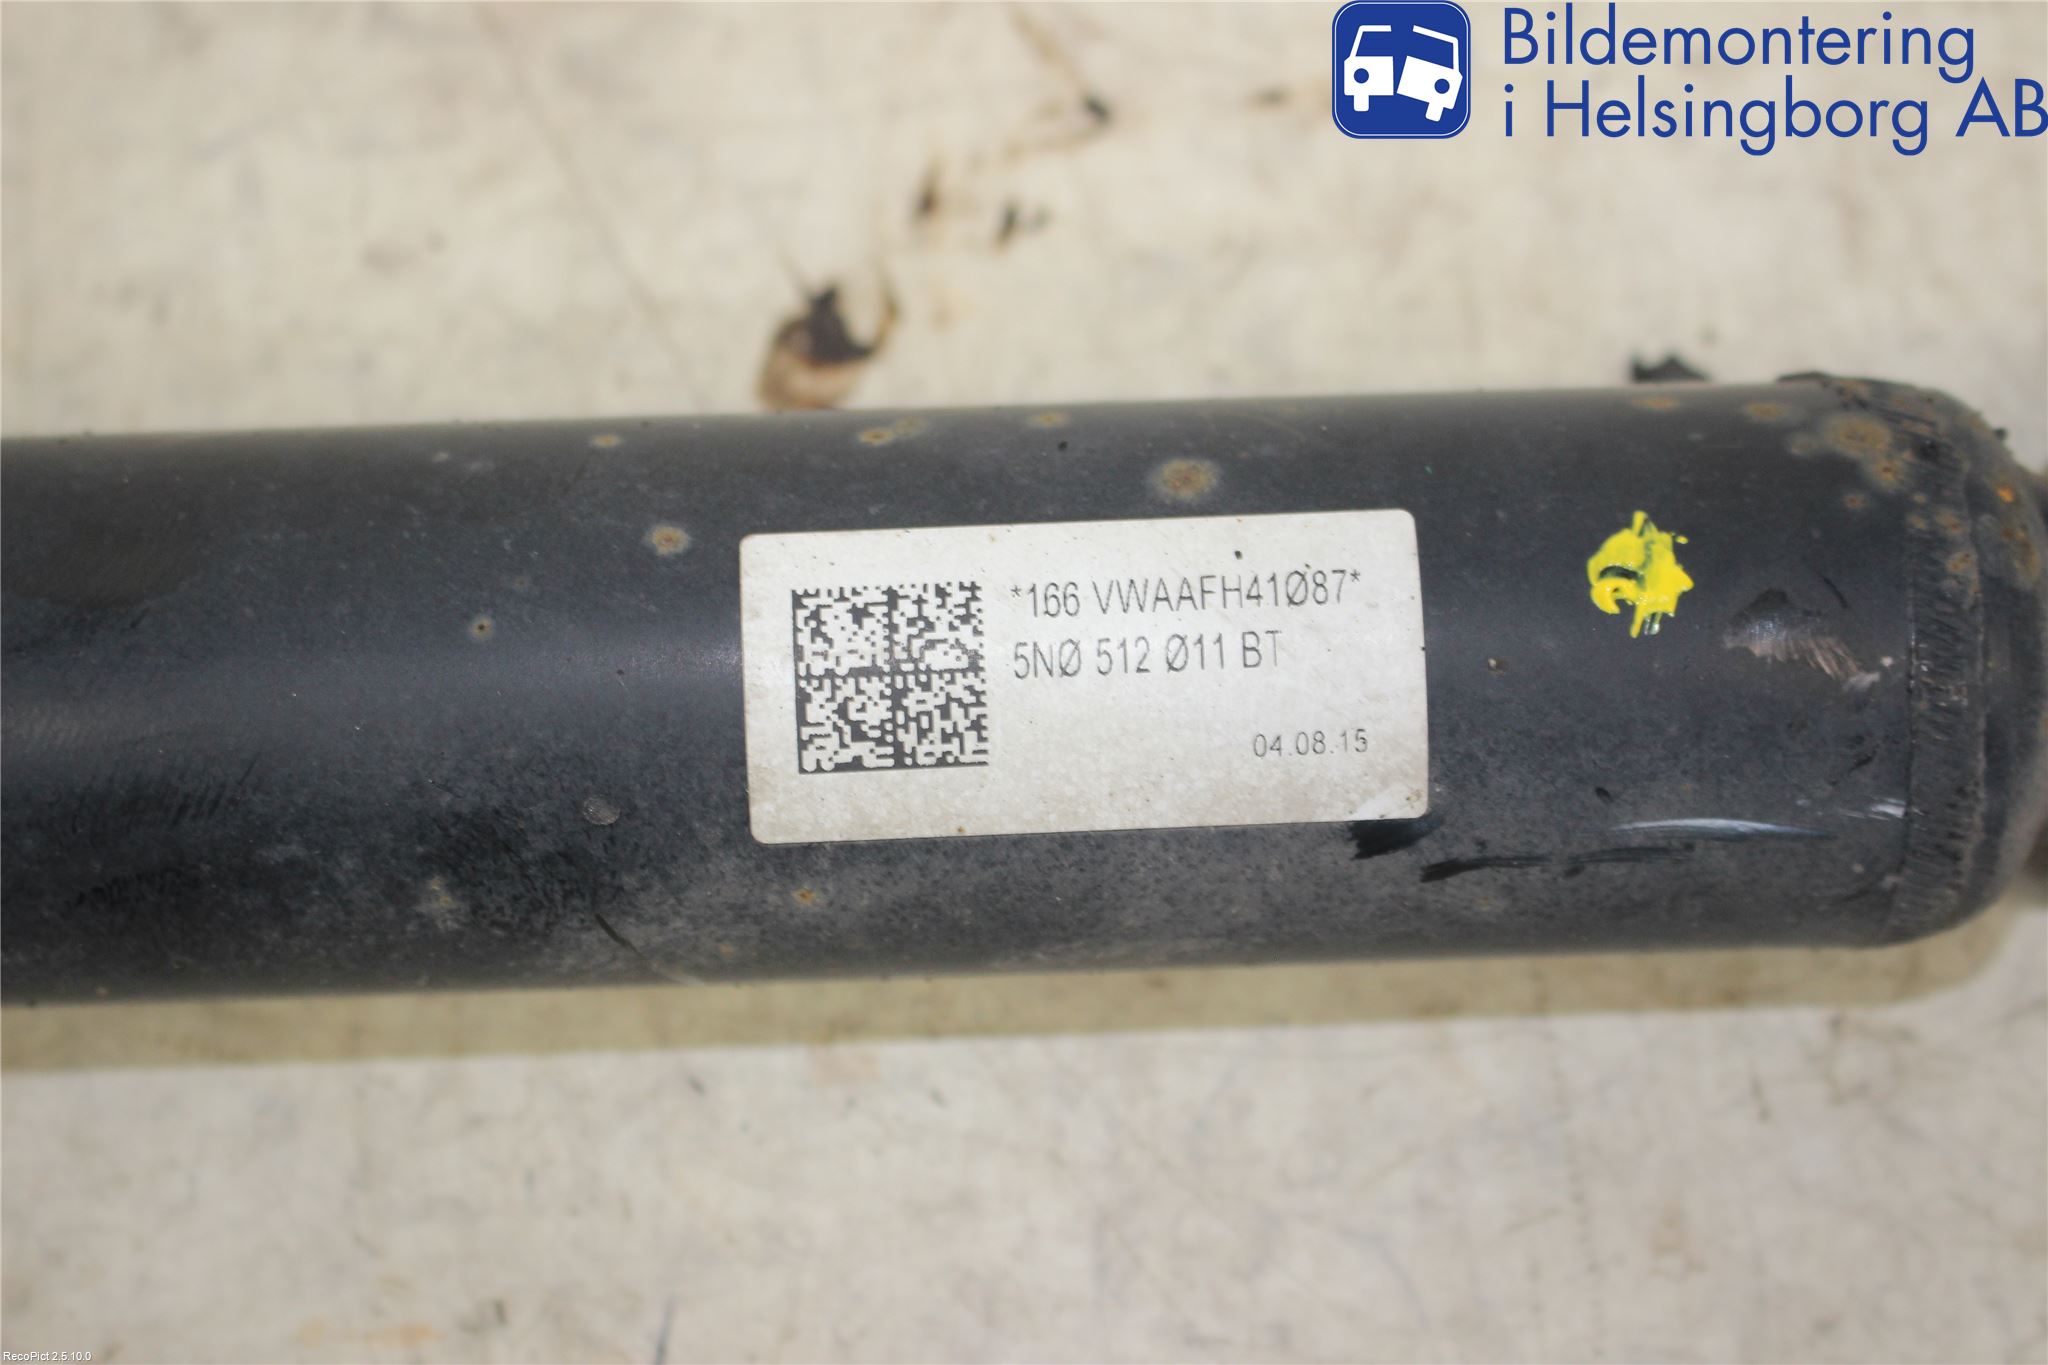 Bildemontering
i Helsingborg AB
*166 VWAAFH41Ø87*
5NØ 512 Ø11 BT
04.08.15
RecoPict 2.5.10.0